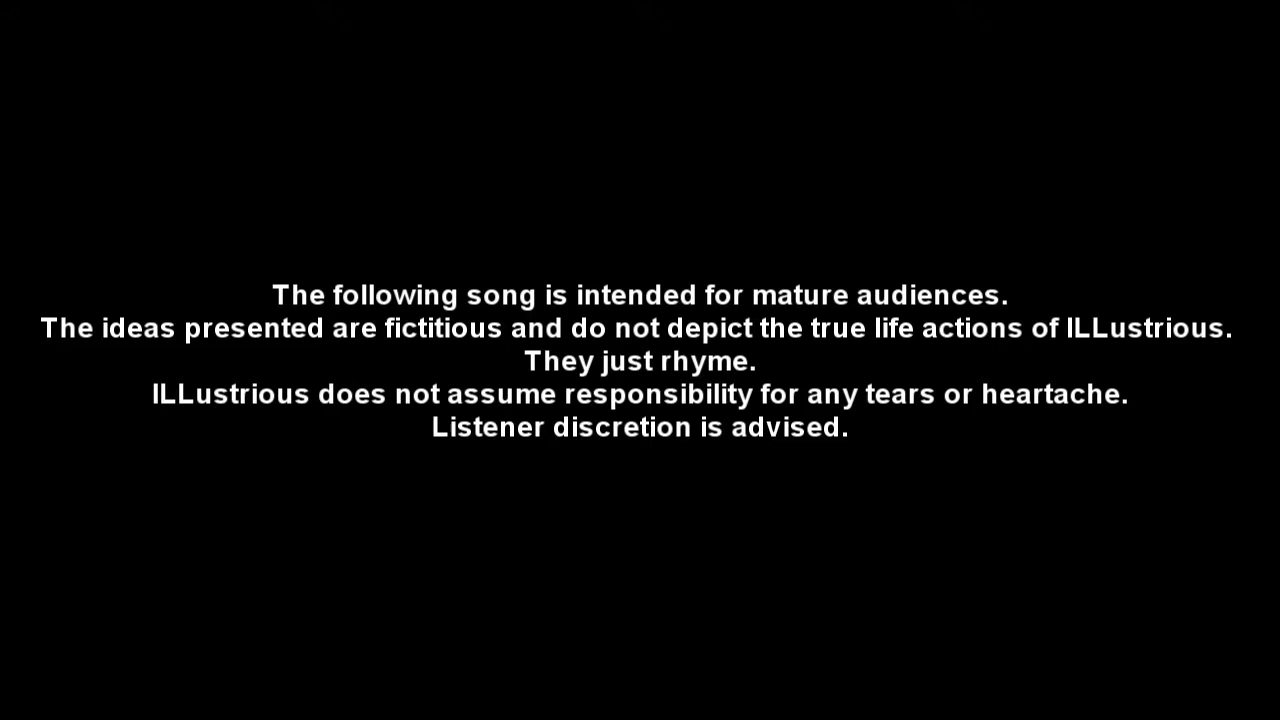 The following song is intended for mature audiences.
The ideas presented are fictitious and do not depict the true life actions of ILLustrious.
They just rhyme.
ILLustrious does not assume responsibility for any tears or heartache.
Listener discretion is advised.